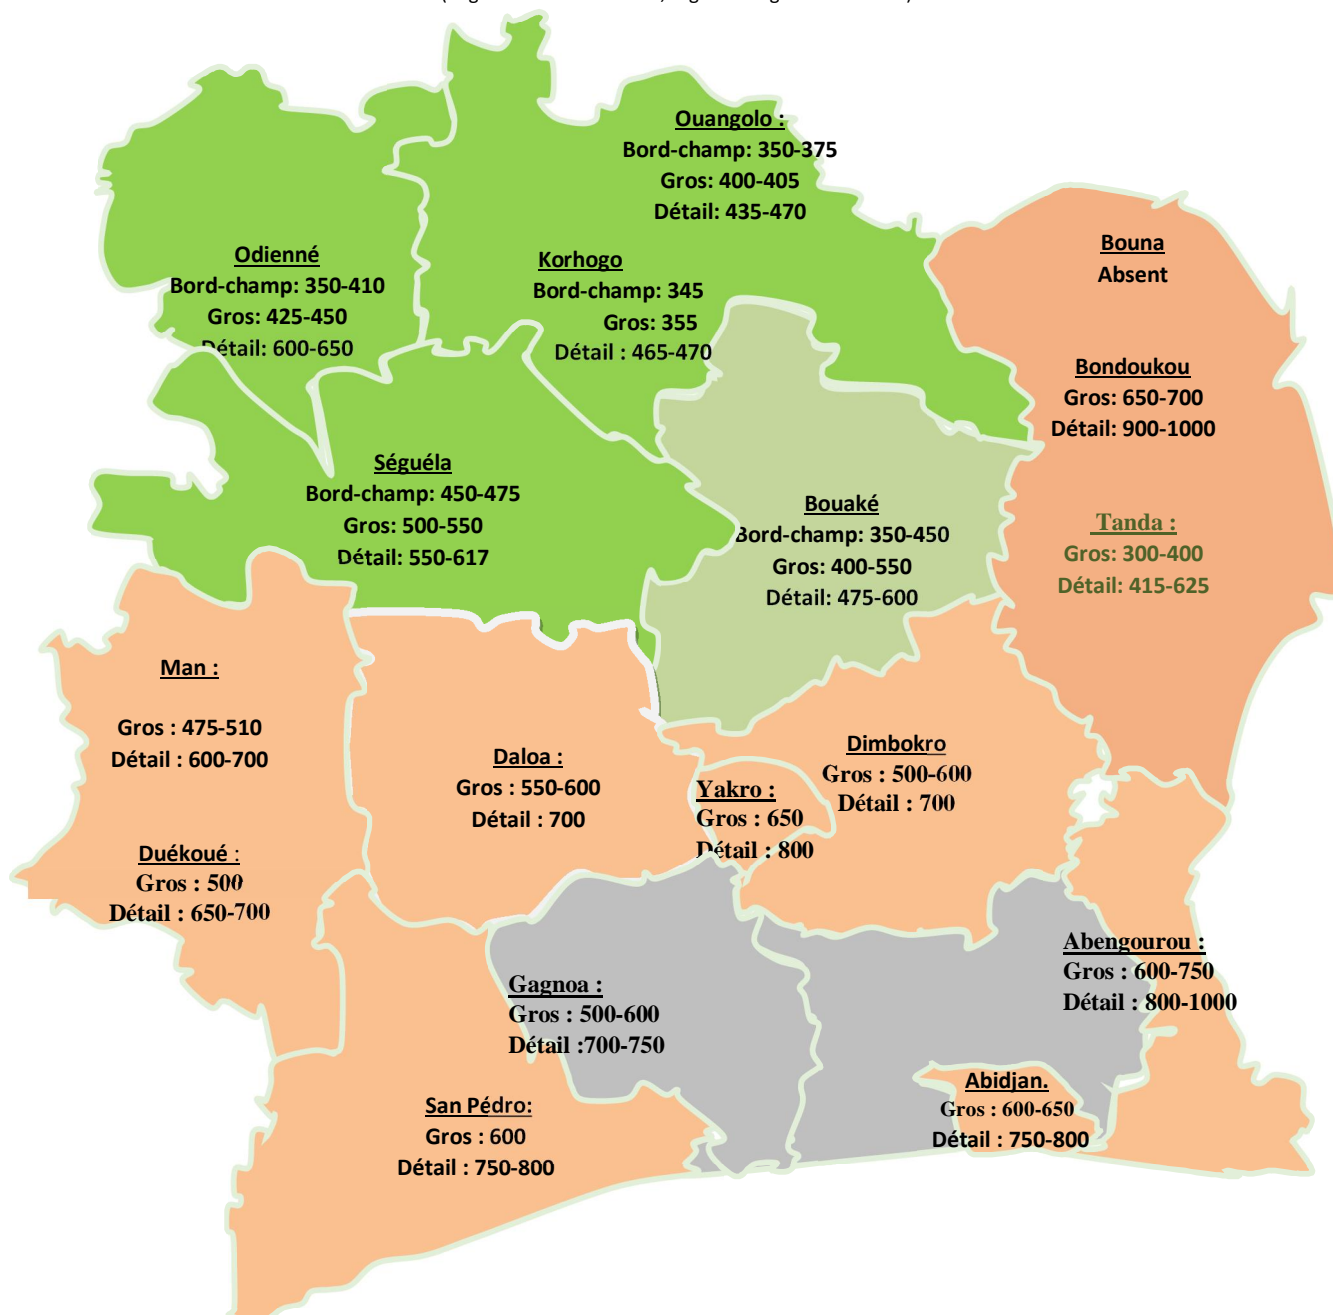 Ouangolo :
Bord-champ: 350-375
Gros: 400-405
Détail: 435-470
Odienné
Bord-champ: 350-410
Gros: 425-450
Détail: 600-650
Korhogo
Bord-champ: 345
Gros: 355
Détail : 465-470
Bouna
Absent
Bondoukou
Gros: 650-700
Détail: 900-1000
Séguéla
Bord-champ: 450-475
Gros: 500-550
Détail: 550-617
Bouaké
Bord-champ: 350-450
Gros: 400-550
Détail: 475-600
Tanda :
Gros: 300-400
Détail: 415-625
Man :
Gros : 475-510
Détail : 600-700
Daloa :
Gros : 550-600
Détail : 700
Yakro :
Gros : 650
Détail : 800
Dimbokro
Gros : 500-600
Détail : 700
Duékoué :
Gros : 500
Détail : 650-700
Gagnoa :
Gros : 500-600
Détail :700-750
Abengourou :
Gros : 600-750
Détail : 800-1000
San Pédro:
Gros : 600
Détail : 750-800
Abidjan.
Gros : 600-650
Détail : 750-800